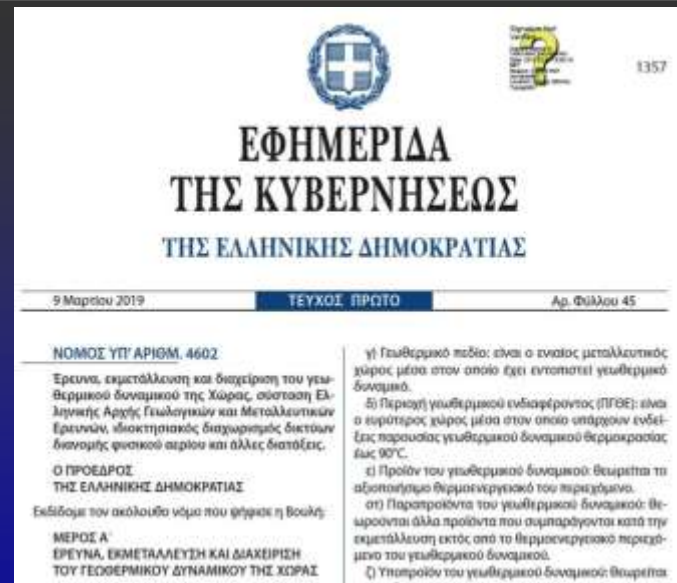 1357
ΕΦΗΜΕΡΙΔΑ
ΤΗΣ ΚΥΒΕΡΝΗΣΕΩΣ
ΤΗΣ ΕΛΛΗΝΙΚΗΣ ΔΗΜΟΚΡΑΤΙΑΣ
9 Μαρτίου 2019
ΤΕΥΧΟΣ ΠΡΩΤΟ
Αρ. Φύλλου 45
ΝΟΜΟΣ ΥΠ’ ΑΡΙΘΜ. 4602
Έρευνα, εκμετάλλευση και διαχείριση του γεω-
θερμικού δυναμικού της Χώρας, σύσταση Ελ-
ληνικής Αρχής Γεωλογικών και Μεταλλευτικών
Ερευνών, ιδιοκτησιακός διαχωρισμός δικτύων
διανομής φυσικού αερίου και άλλες διατάξεις.
Ο ΠΡΟΕΔΡΟΣ
ΤΗΣ ΕΛΛΗΝΙΚΗΣ ΔΗΜΟΚΡΑΤΙΑΣ
Εκδίδομε τον ακόλουθο νόμο που ψήφισε η Βουλή:
ΜΕΡΟΣ Α΄
ΕΡΕΥΝΑ, ΕΚΜΕΤΑΛΛΕΥΣΗ ΚΑΙ ΔΙΑΧΕΙΡΙΣΗ
ΤΟΥ ΓΕΩΘΕΡΜΙΚΟΥ ΔΥΝΑΜΙΚΟΥ ΤΗΣ ΧΩΡΑΣ
γ) Γεωθερμικό πεδίο: είναι ο ενιαίος μεταλλευτικός
χώρος μέσα στον οποίο έχει εντοπιστεί γεωθερμικό
δυναμικό.
δ) Περιοχή γεωθερμικού ενδιαφέροντος (ΠΓΘΕ): είναι
ο ευρύτερος χώρος μέσα στον οποίο υπάρχουν ενδεί-
ξεις παρουσίας γεωθερμικού δυναμικού θερμοκρασίας
έως 90°C.
ε) Προϊόν του γεωθερμικού δυναμικού: θεωρείται το
αξιοποιήσιμο θερμοενεργειακό του περιεχόμενο.
στ) Παραπροϊόντα του γεωθερμικού δυναμικού: θε-
ωρούνται άλλα προϊόντα που συμπαράγονται κατά την
εκμετάλλευση εκτός από το θερμοενεργειακό περιεχό-
μενο του γεωθερμικού δυναμικού.
ζ) Υποπροϊόν του γεωθερμικού δυναμικού: θεωρείται